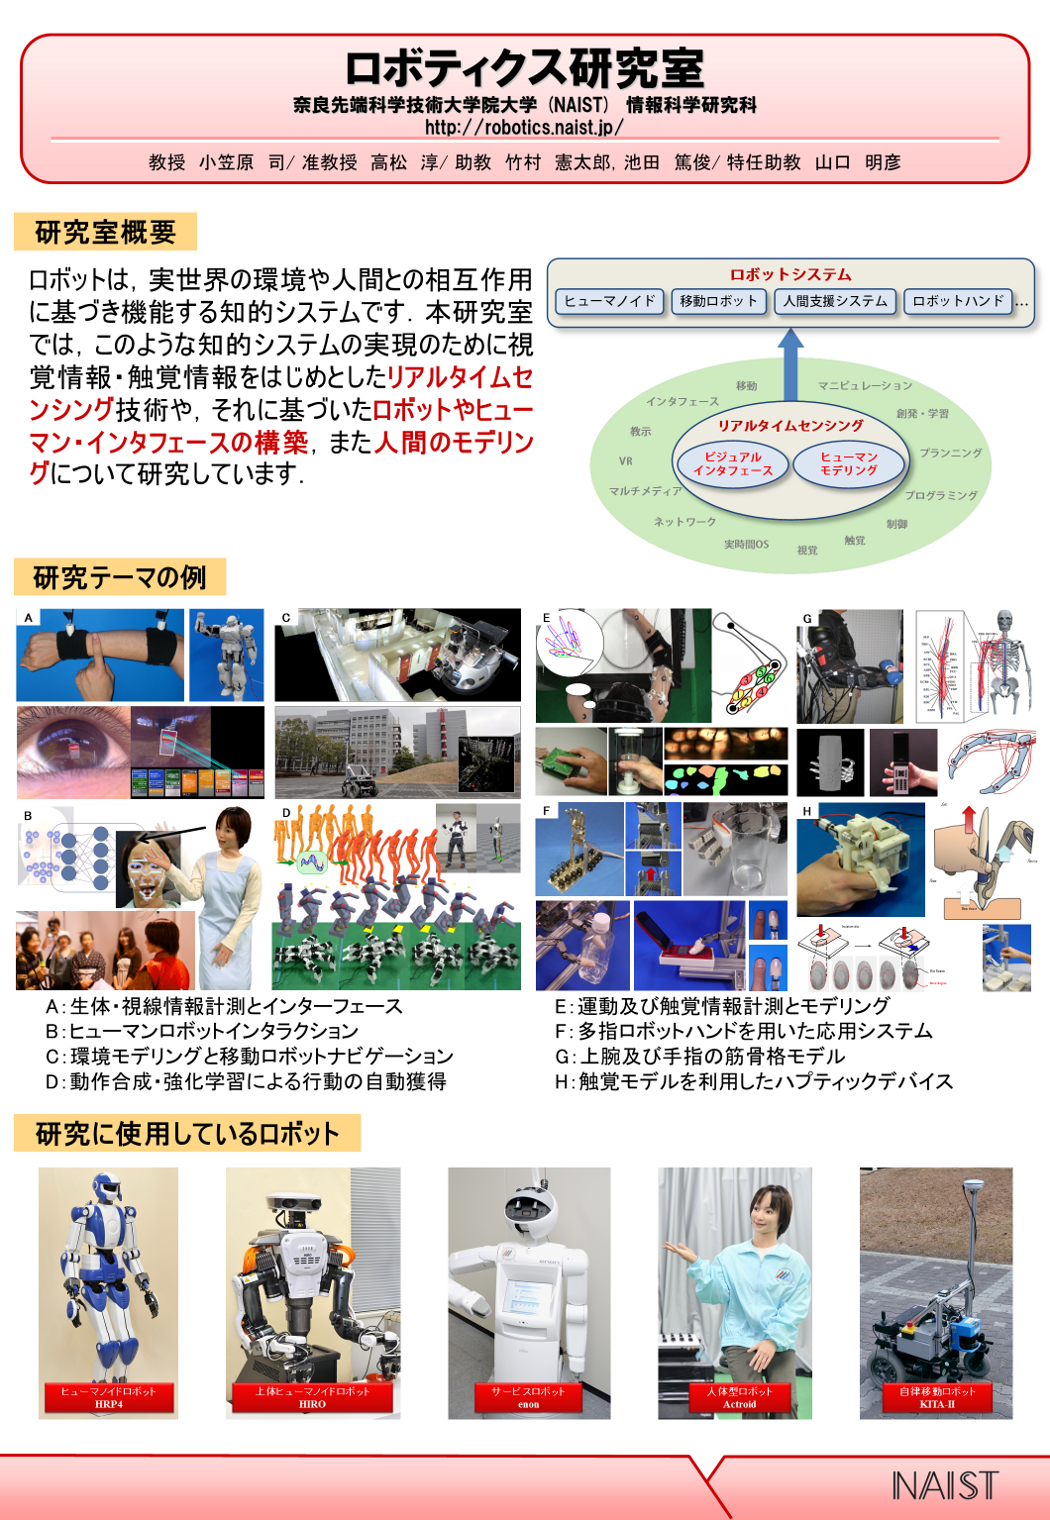 ロボティクス研究室
奈良先端科学技術大学院大学 (NAIST) 情報科学研究科
http://robotics.naist.jp/
教授 小笠原 司/ 准教授 高松 淳/ 助教 竹村 憲太郎, 池田 篤俊/ 特任助教 山口 明彦
研究室概要
ロボットは, 実世界の環境や人間との相互作用
に基づき機能する知的システムです. 本研究室
では, このような知的システムの実現のために視
覚情報・触覚情報をはじめとしたリアルタイムセ
ンシング技術や, それに基づいたロボットやヒュー
マン・インタフェースの構築, また人間のモデリン
グについて研究しています.
ロボットシステム
ヒューマノイド
移動ロボット
人間支援システム
ロボットハンド
...
移動
マニピュレーション
インタフェース
創発・学習
教示
リアルタイムセンシング
プランニング
VR
ビジュアル
インタフェース
ヒューマン
モデリング
マルチメディア
プログラミング
ネットワーク
制御
実時間OS
視覚
触覚
研究テーマの例
A
C
E
G
B
D
F
H
A:生体・視線情報計測とインターフェース
B:ヒューマンロボットインタラクション
C:環境モデリングと移動ロボットナビゲーション
D:動作合成・強化学習による行動の自動獲得
E:運動及び触覚情報計測とモデリング
F:多指ロボットハンドを用いた応用システム
G:上腕及び手指の筋骨格モデル
H:触覚モデルを利用したハプティックデバイス
研究に使用しているロボット
ヒューマノイドロボット
HRP4
上体ヒューマノイドロボット
HIRO
enon
サービスロボット
enon
人体型ロボット
Actroid
自律移動ロボット
KITA-II
NAIST